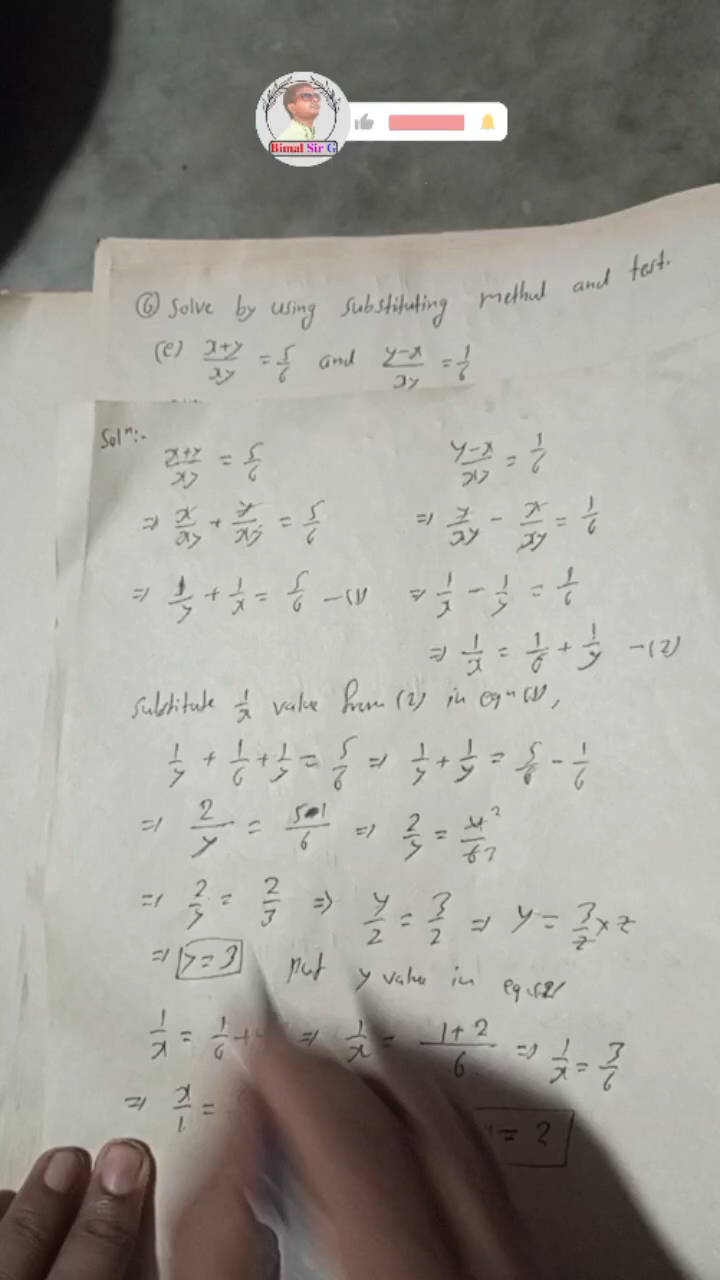 Bimal Sir G
⑥ Solve by using substituting method and test.
(e) x+y/xy = 5/6 and y-x/xy = 1/6
Solⁿ:-
x+y/xy = 5/6    y-x/xy = 1/6
⇒ x/xy + y/xy = 5/6    ⇒ y/xy - x/xy = 1/6
⇒ 1/y + 1/x = 5/6 -(1)    ⇒ 1/x - 1/y = 1/6
⇒ 1/x = 1/6 + 1/y -(2)
Substitute 1/x value from (2) in eqn (1),
1/y + 1/6 + 1/y = 5/6 ⇒ 1/y + 1/y = 5/6 - 1/6
⇒ 2/y = 5-1/6 ⇒ 2/y = 4 2/6 3
⇒ 2/y = 2/3 ⇒ y/2 = 3/2 ⇒ y = 3/2 x 2
⇒ y = 3 Put y value in eqn (2)
1/x = 1/6 + ⇒ 1/x = 1+2/6 ⇒ 1/x = 3/6
⇒ x/1 =
= 2